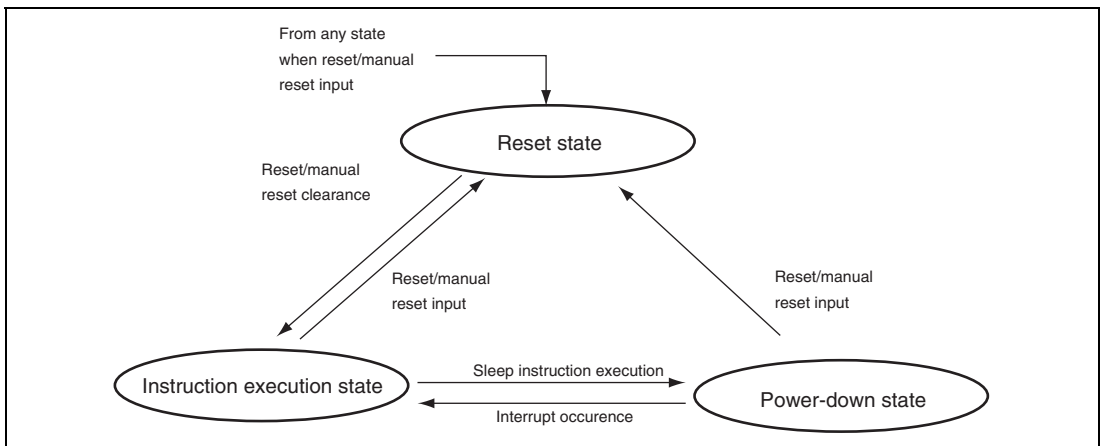 From any state
when reset/manual
reset input
Reset state
Reset/manual
reset clearance
Reset/manual
reset input
Reset/manual
reset input
Instruction execution state
Sleep instruction execution
Interrupt occurence
Power-down state